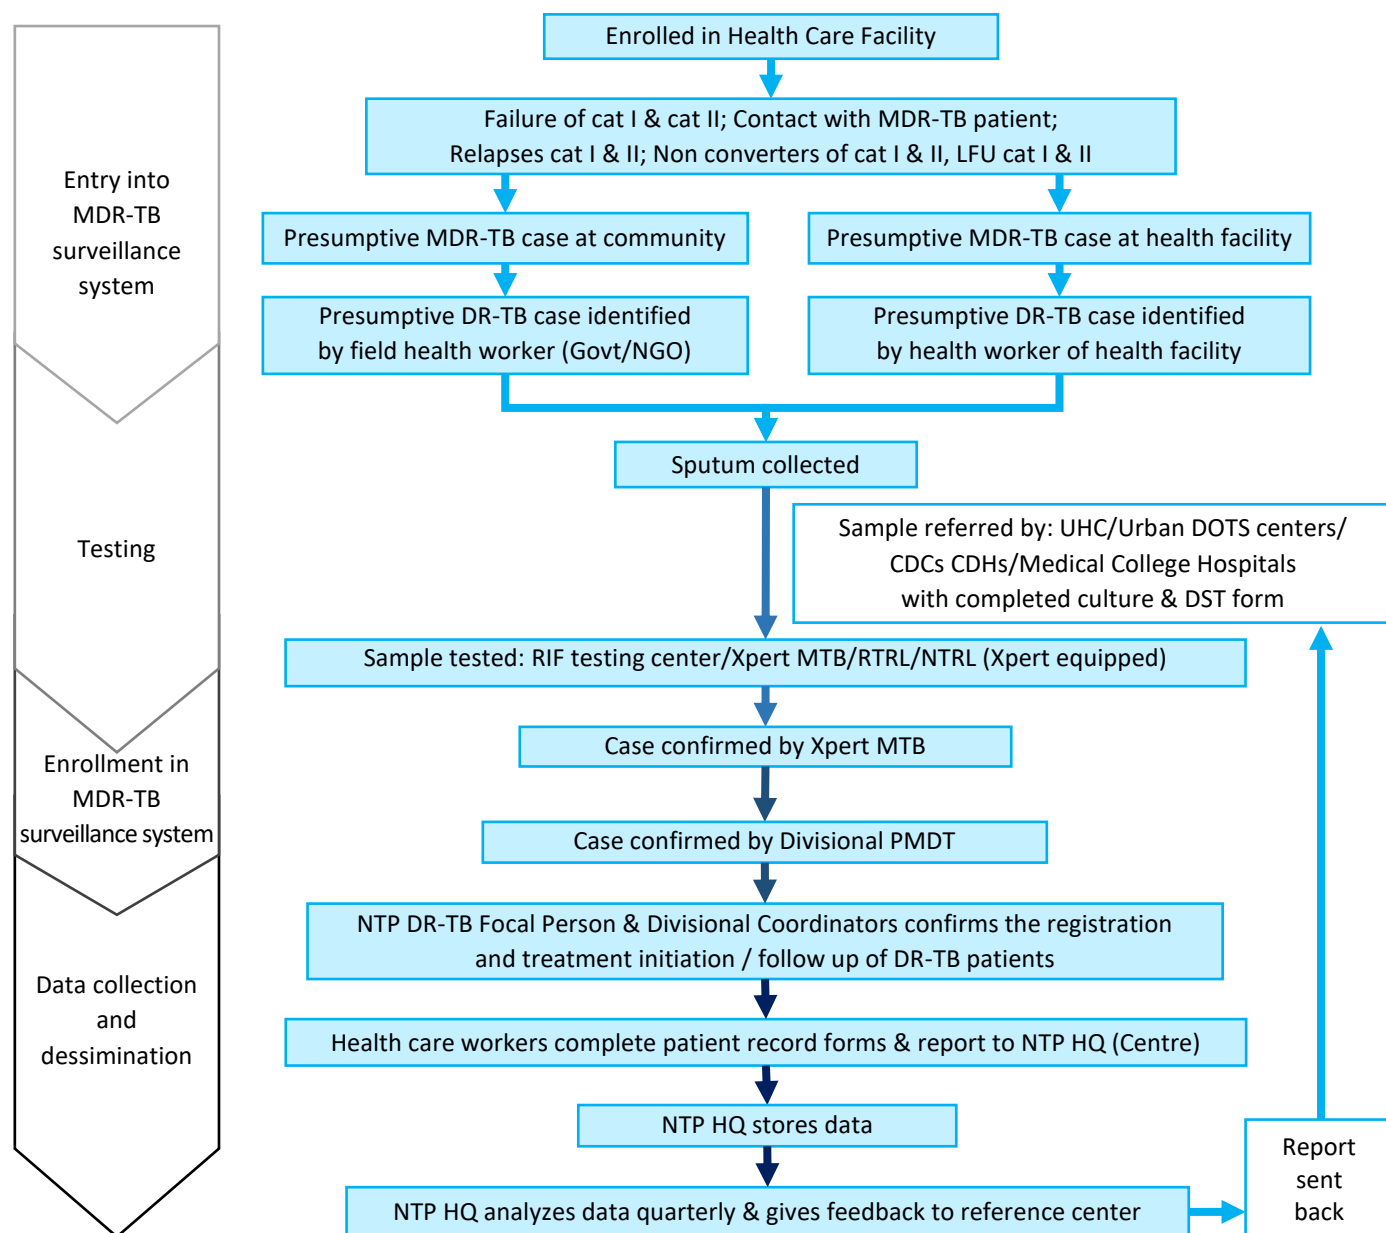 Enrolled in Health Care Facility
Failure of cat I & cat II; Contact with MDR-TB patient;
Relapses cat I & II; Non converters of cat I & II, LFU cat I & II
Entry into
MDR-TB
surveillance
system
Presumptive MDR-TB case at community
Presumptive MDR-TB case at health facility
Presumptive DR-TB case identified
by field health worker (Govt/NGO)
Presumptive DR-TB case identified
by health worker of health facility
Sputum collected
Testing
Sample referred by: UHC/Urban DOTS centers/
CDCs CDHs/Medical College Hospitals
with completed culture & DST form
Sample tested: RIF testing center/Xpert MTB/RTRL/NTRL (Xpert equipped)
Case confirmed by Xpert MTB
Enrollment in
MDR-TB
surveillance system
Case confirmed by Divisional PMDT
NTP DR-TB Focal Person & Divisional Coordinators confirms the registration
and treatment initiation / follow up of DR-TB patients
Data collection
and
dessimination
Health care workers complete patient record forms & report to NTP HQ (Centre)
NTP HQ stores data
NTP HQ analyzes data quarterly & gives feedback to reference center
Report
sent
back